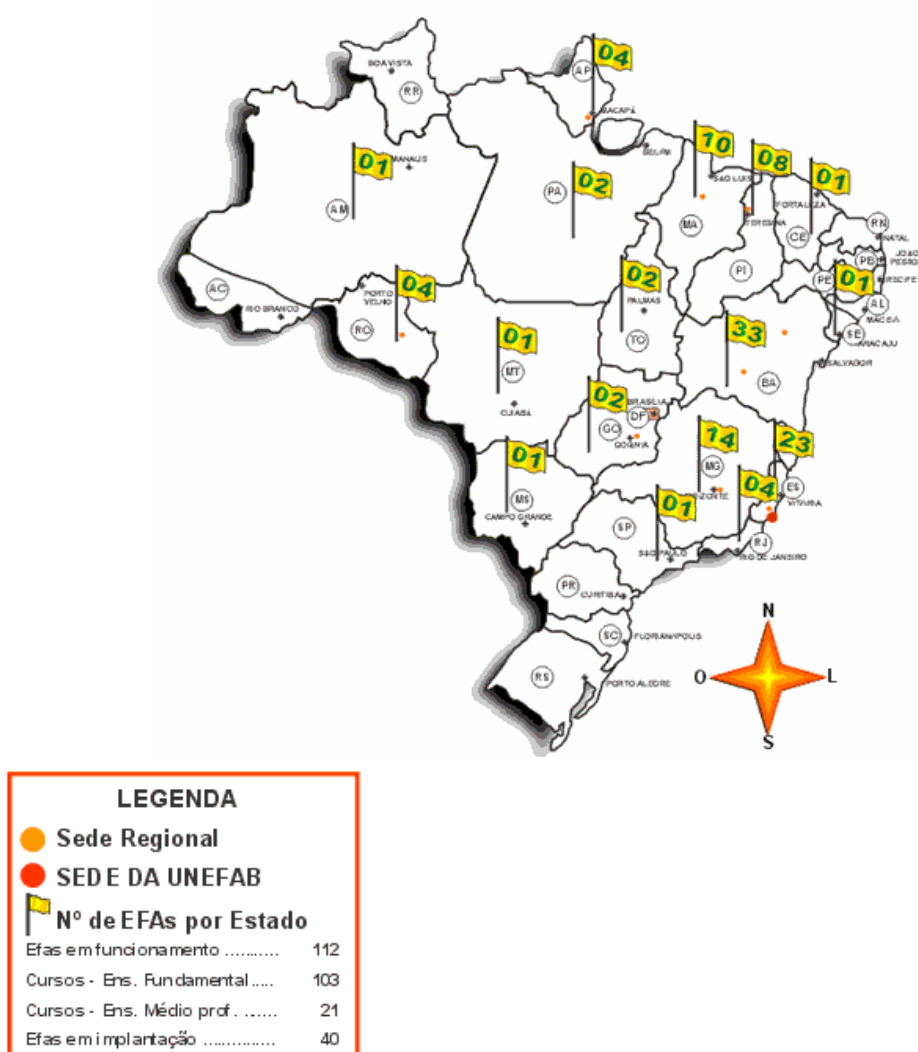 04
BOA VISTA
AP
RR
MACAPÁ
10
BELÉM
01
MANAUS
08
02
SÃO LUIS
01
PA
FORTALEZA
AM
MA
TERESINA
RN
CE
NATAL
JOÃO
PESSO
PB
PI
PE
RECIFE
02
01
AC
04
PORTO
VELHO
PALMAS
AL
RIO BRANCO
MACEIÓ
RO
01
33
TO
SE
ARACAJU
SALVADOR
MT
BA
02
BRASÍLIA
CUIABÁ
DF
GO
GOIÂNIA
14
23
01
MG
04
ES
MS
RIZONTE
VITÓRIA
01
CAMPO GRANDE
SP
RJ
SÃO PAULO
RIO DE JANEIRO
PR
CURITIBA
N
SC
FLORIANÓPOLIS
RS
PORTO ALEGRE
O
L
S
LEGENDA
Sede Regional
SEDE DA UNEFAB
Nº de EFAs por Estado
Efas em funcionamento ........... 112
Cursos - Ens. Fundamental ..... 103
Cursos - Ens. Médio prof. ....... 21
Efas em implantação .............. 40